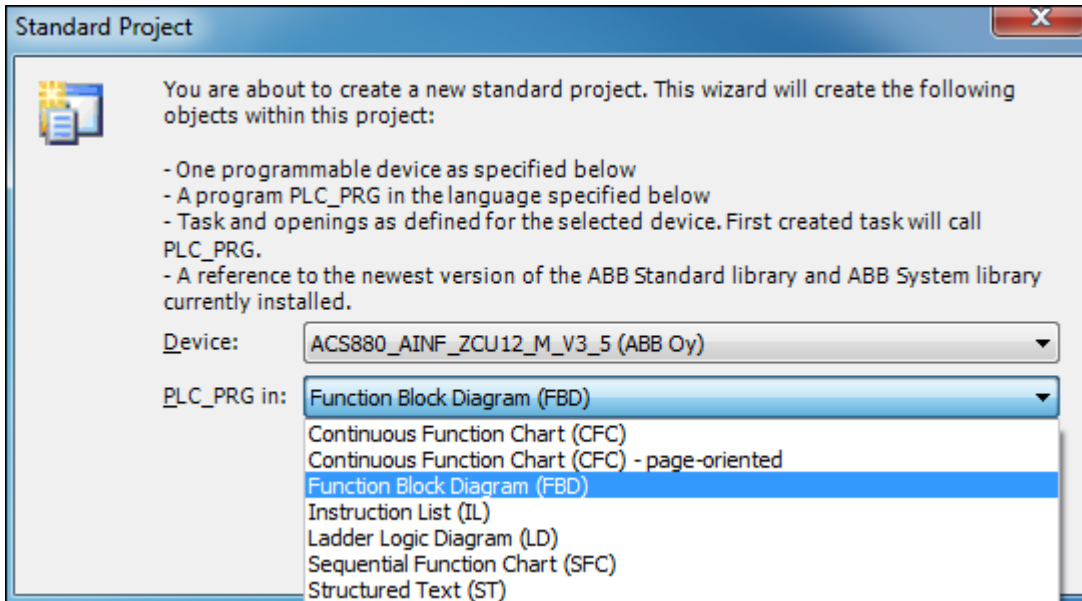 Standard Project
You are about to create a new standard project. This wizard will create the following
objects within this project:
- One programmable device as specified below
- A program PLC_PRG in the language specified below
- Task and openings as defined for the selected device. First created task will call
PLC_PRG.
- A reference to the newest version of the ABB Standard library and ABB System library
currently installed.
Device: ACS880_AINF_ZCU12_M_V3_5 (ABB Oy)
PLC_PRG in: Function Block Diagram (FBD)
Continuous Function Chart (CFC)
Continuous Function Chart (CFC) - page-oriented
Function Block Diagram (FBD)
Instruction List (IL)
Ladder Logic Diagram (LD)
Sequential Function Chart (SFC)
Structured Text (ST)